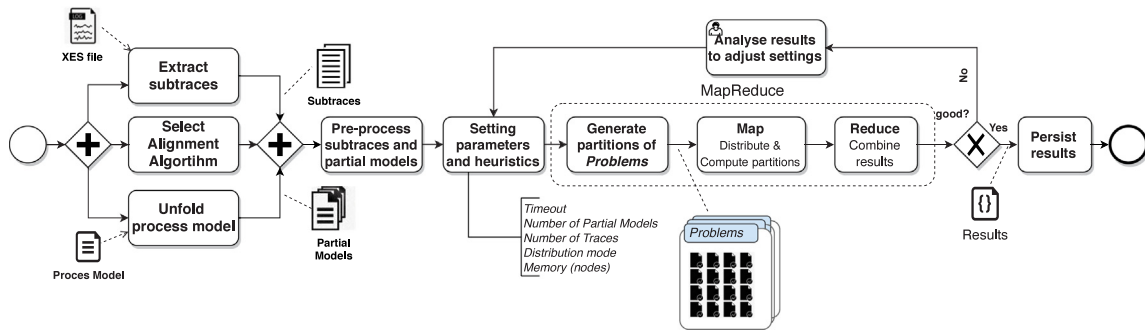 LOG
XES file
Extract
subtraces
Select
Alignment
Algortihm
Unfold
process model
Proces Model
Subtraces
Partial
Models
Pre-process
subtraces and
partial models
Setting
parameters
and heuristics
Timeout
Number of Partial Models
Number of Traces
Distribution mode
Memory (nodes)
Analyse results
to adjust settings
MapReduce
Generate
partitions of
Problems
Map
Distribute &
Compute partitions
Reduce
Combine
results
Problems
good?
No
Yes
Persist
results
{}
Results